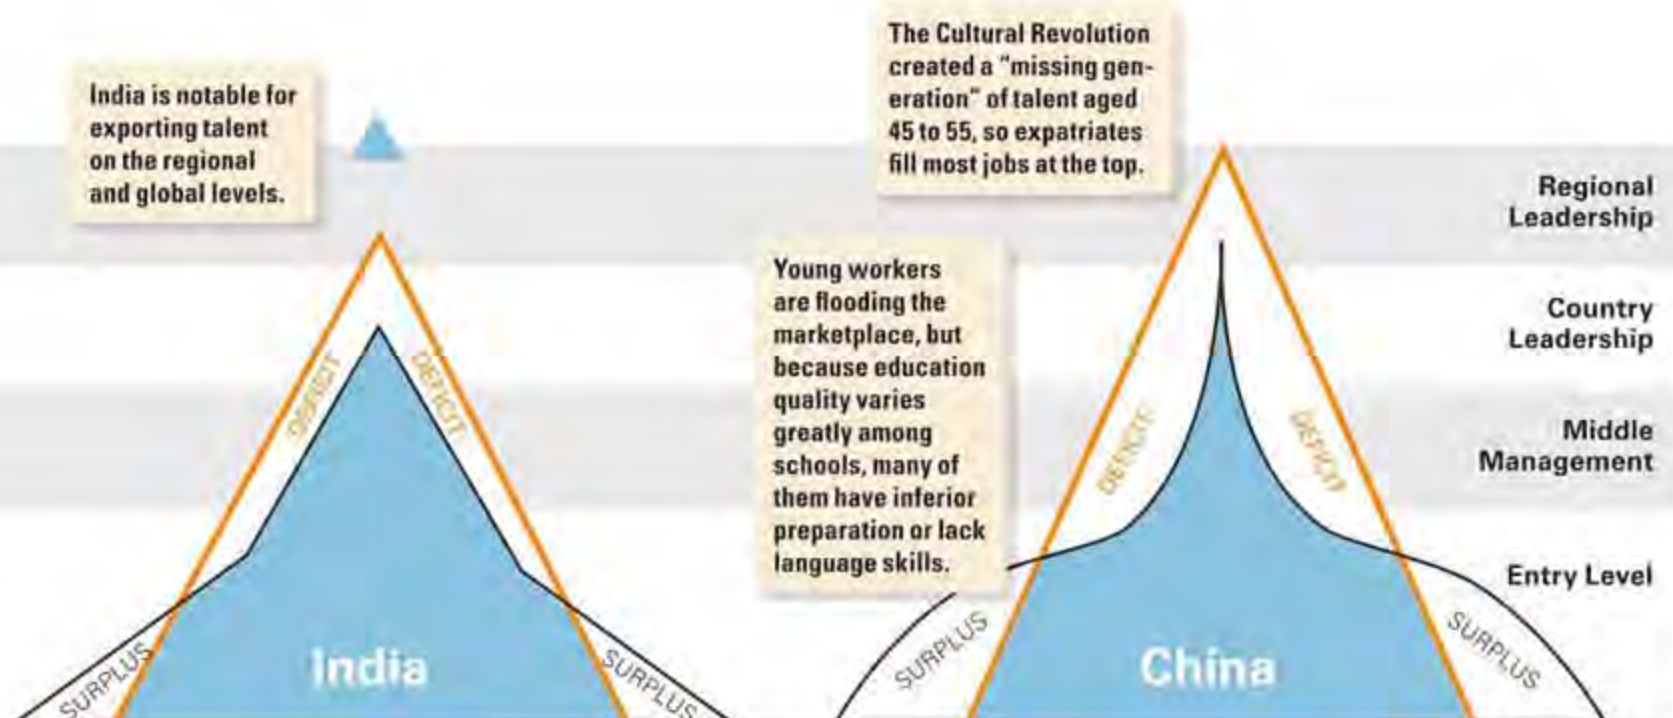 India is notable for
exporting talent
on the regional
and global levels.
The Cultural Revolution
created a "missing gen-
eration" of talent aged
45 to 55, so expatriates
fill most jobs at the top.
Young workers
are flooding the
marketplace, but
because education
quality varies
greatly among
schools, many of
them have inferior
preparation or lack
language skills.
Regional
Leadership
Country
Leadership
Middle
Management
Entry Level
DEFICIT
DEFICIT
SURPLUS
SURPLUS
India
DEFICIT
DEFICIT
SURPLUS
SURPLUS
China